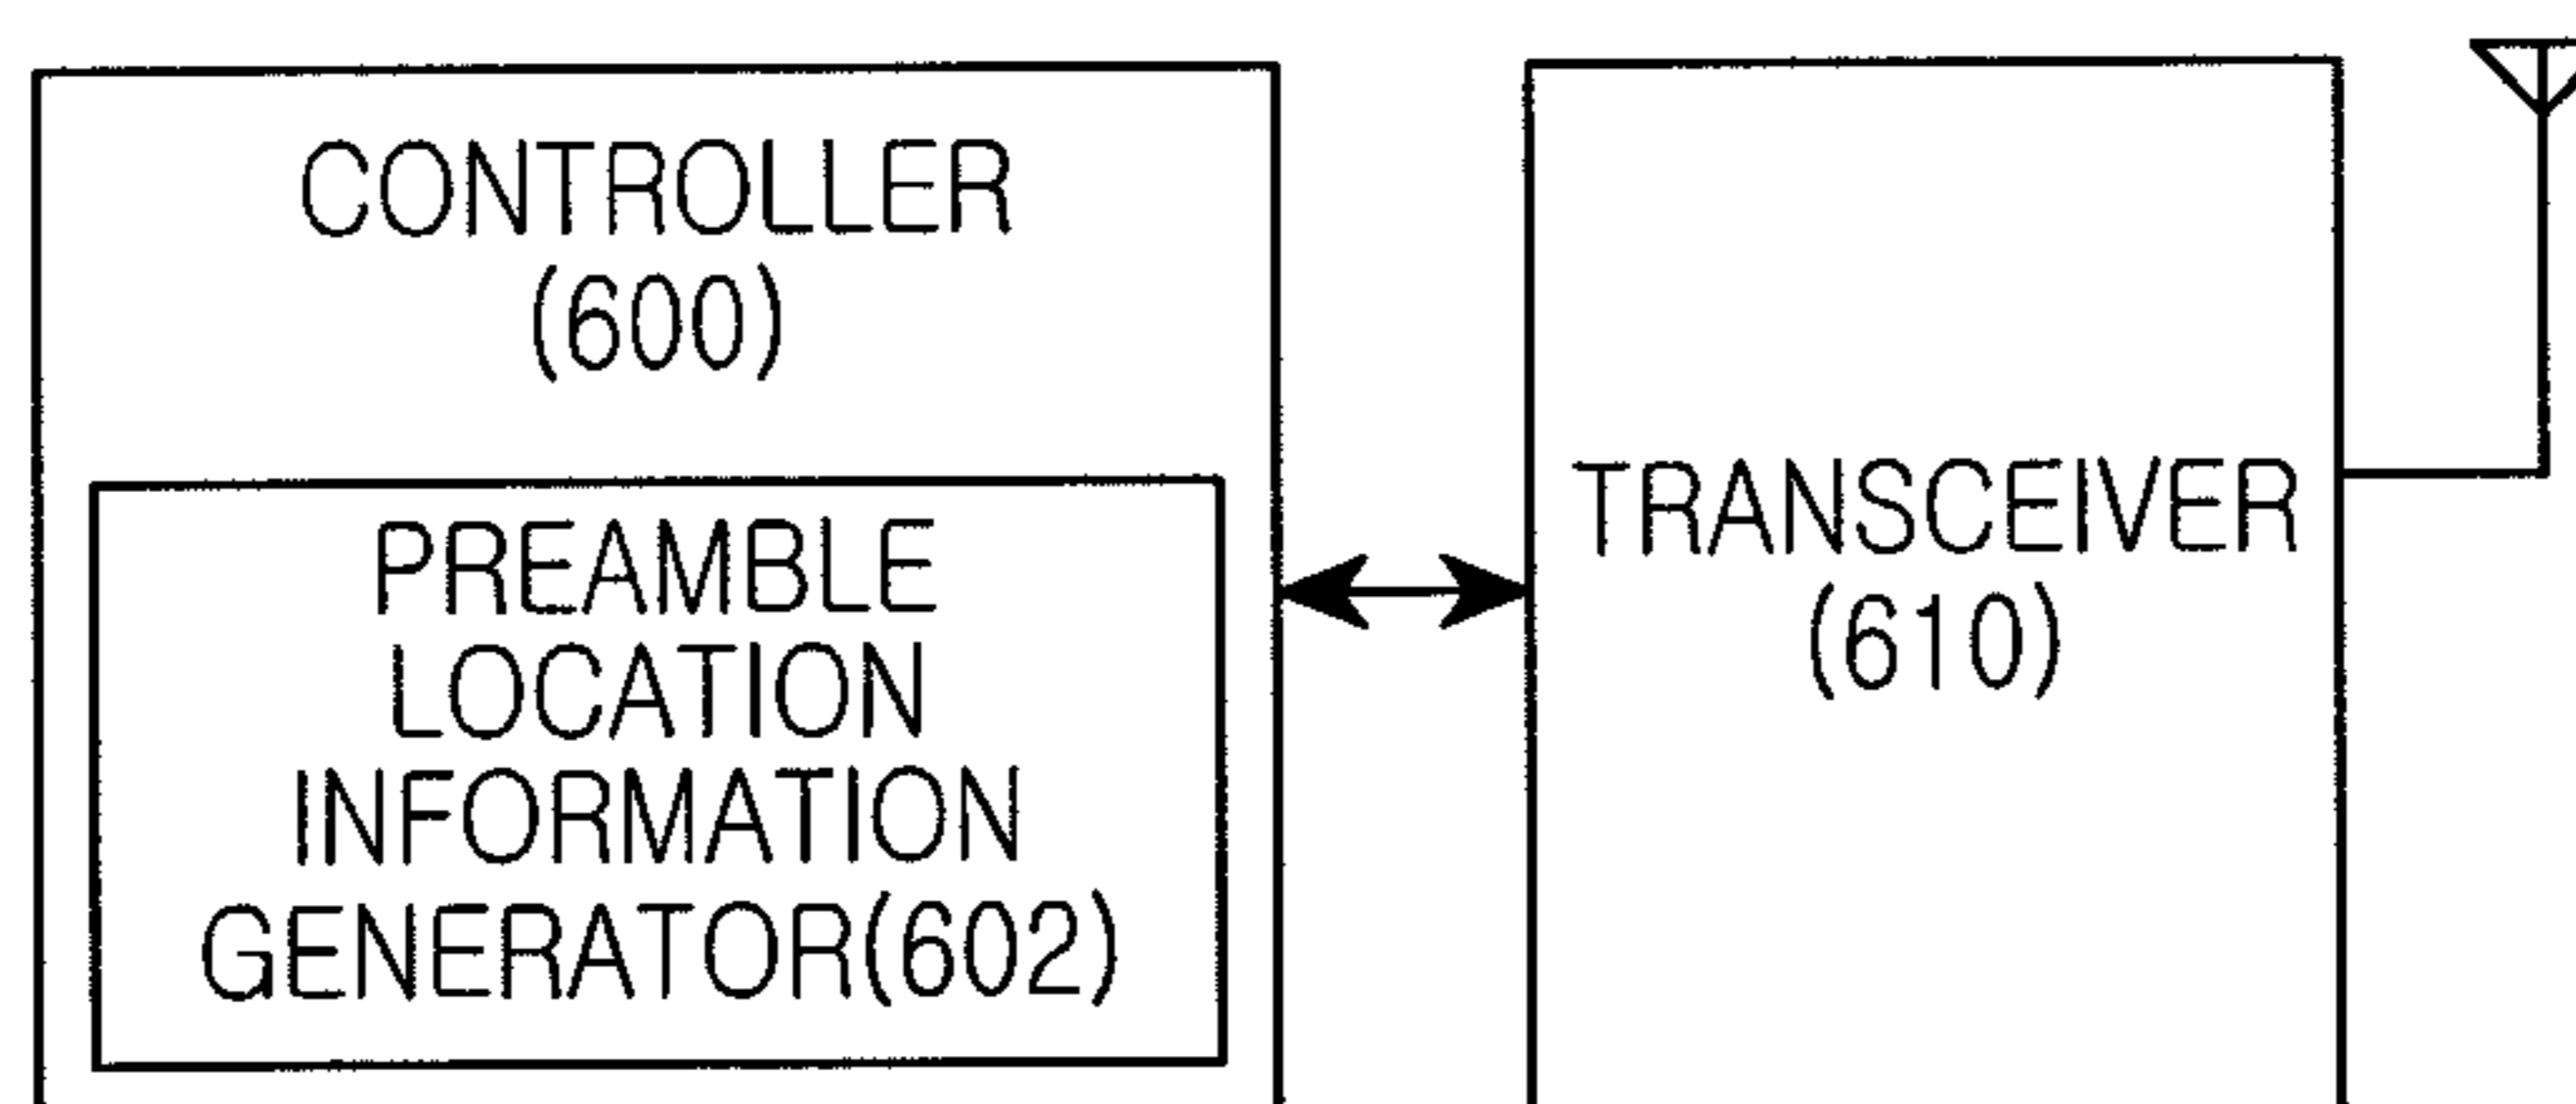 CONTROLLER
(600)
PREAMBLE
LOCATION
INFORMATION
GENERATOR(602)
TRANSCEIVER
(610)